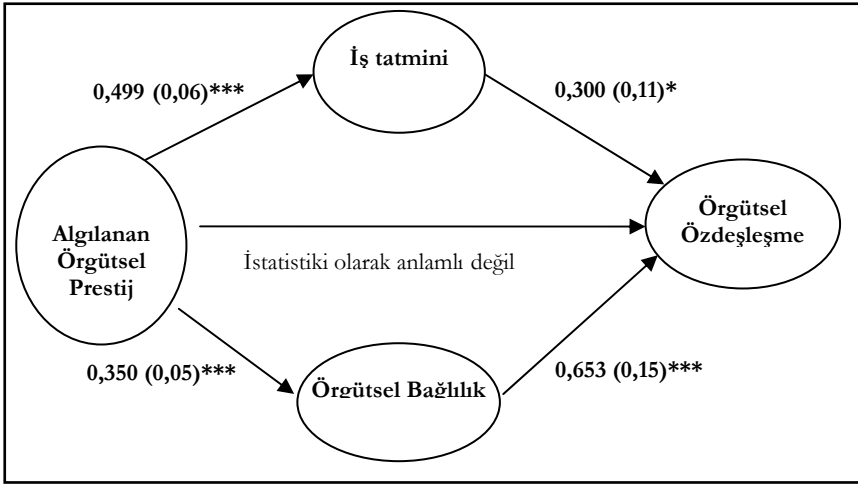 İş tatmini
0,499 (0,06)***
0,300 (0,11)*
Algılanan
Örgütsel
Prestij
Örgütsel
Özdeşleşme
İstatistiki olarak anlamlı değil
0,350 (0,05)***
Örgütsel Bağlılık
0,653 (0,15)***